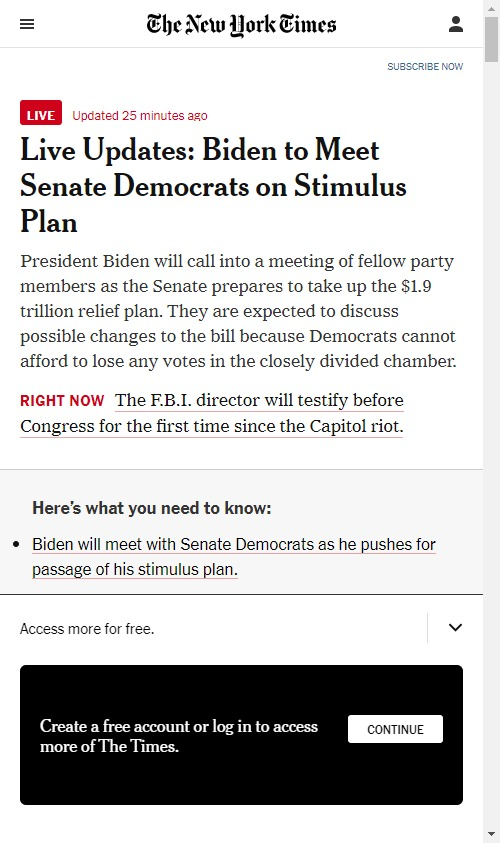 The New York Times
SUBSCRIBE NOW
LIVE Updated 25 minutes ago
Live Updates: Biden to Meet
Senate Democrats on Stimulus
Plan
President Biden will call into a meeting of fellow party
members as the Senate prepares to take up the $1.9
trillion relief plan. They are expected to discuss
possible changes to the bill because Democrats cannot
afford to lose any votes in the closely divided chamber.
RIGHT NOW The F.B.I. director will testify before
Congress for the first time since the Capitol riot.
Here’s what you need to know:
• Biden will meet with Senate Democrats as he pushes for
passage of his stimulus plan.
Access more for free.
Create a free account or log in to access
more of The Times.
CONTINUE